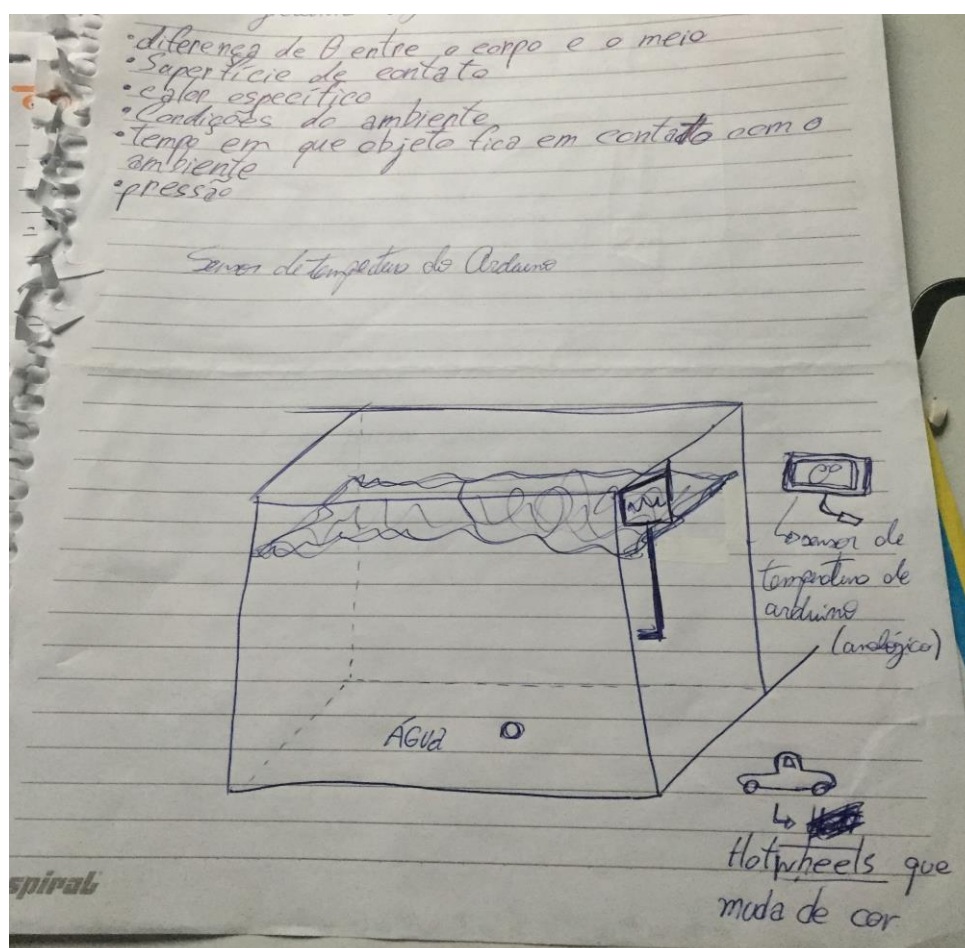 •diferença de θ entre o corpo e o meio
•Superfície de contato
•calor específico
•Condições do ambiente
•tempo em que objeto fica em contato com o
ambiente
•pressão
Sensor de temperatura do Arduino
sensor de
temperatura de
arduino
(analógico)
ÁGUA
Hotwheels que
muda de cor
spiral